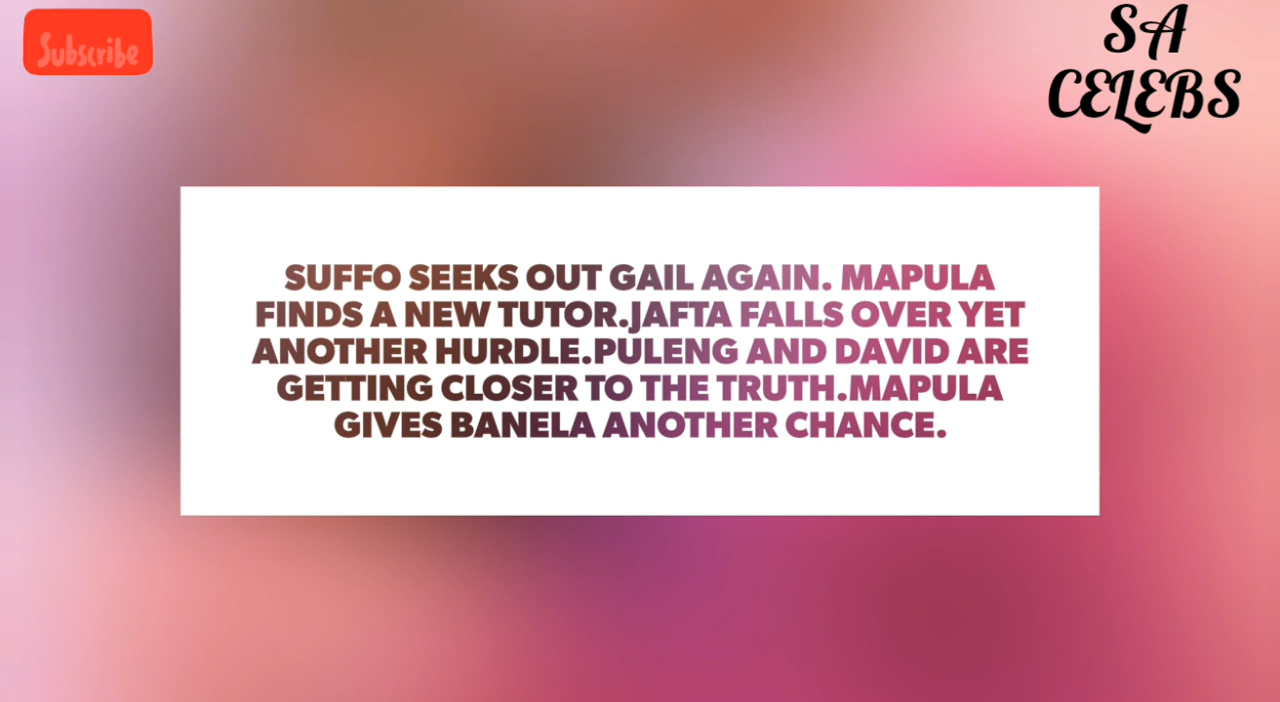 Subscribe
SA
CELEBS
SUFFO SEEKS OUT GAIL AGAIN. MAPULA
FINDS A NEW TUTOR.JAFTA FALLS OVER YET
ANOTHER HURDLE.PULENG AND DAVID ARE
GETTING CLOSER TO THE TRUTH.MAPULA
GIVES BANELA ANOTHER CHANCE.